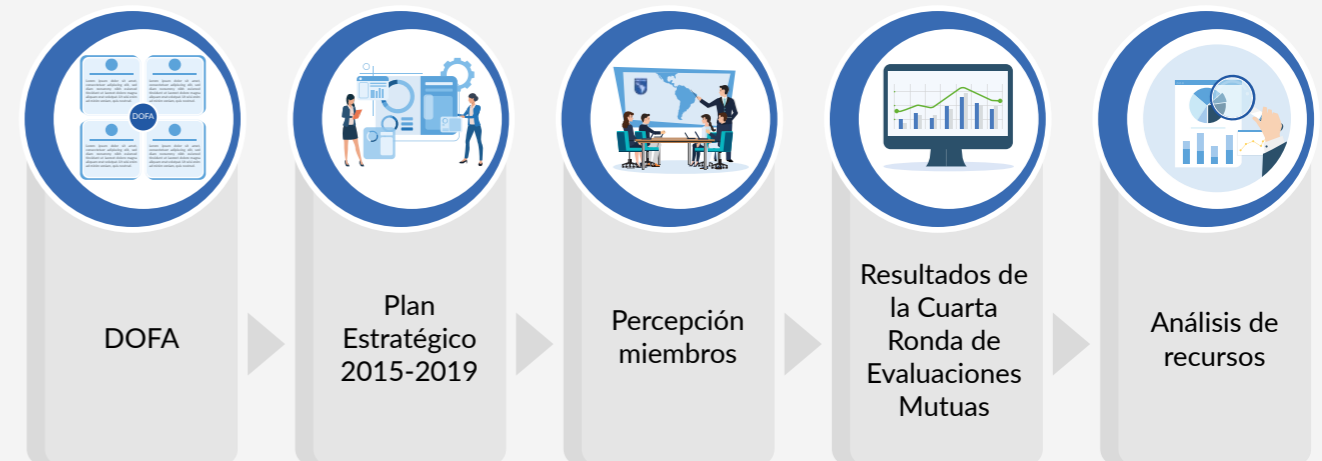 DOFA
DOFA
Plan
Estratégico
2015-2019
Percepción
miembros
Resultados de
la Cuarta
Ronda de
Evaluaciones
Mutuas
Análisis de
recursos